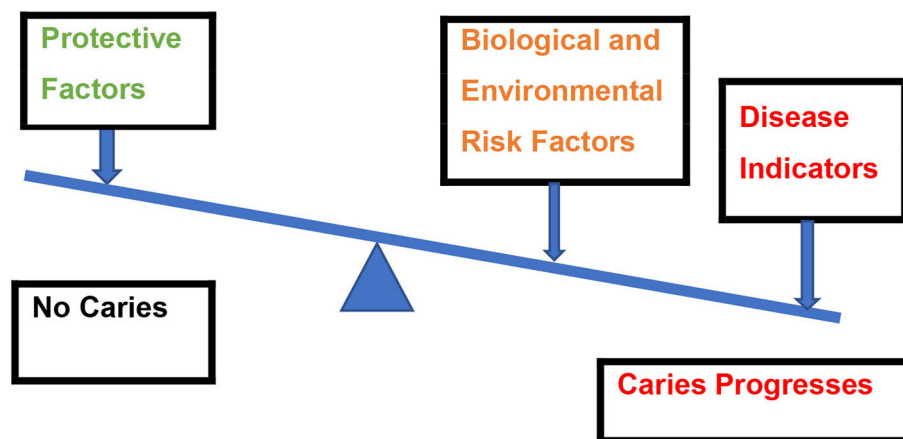 Protective
Factors
Biological and
Environmental
Risk Factors
Disease
Indicators
No Caries
Caries Progresses